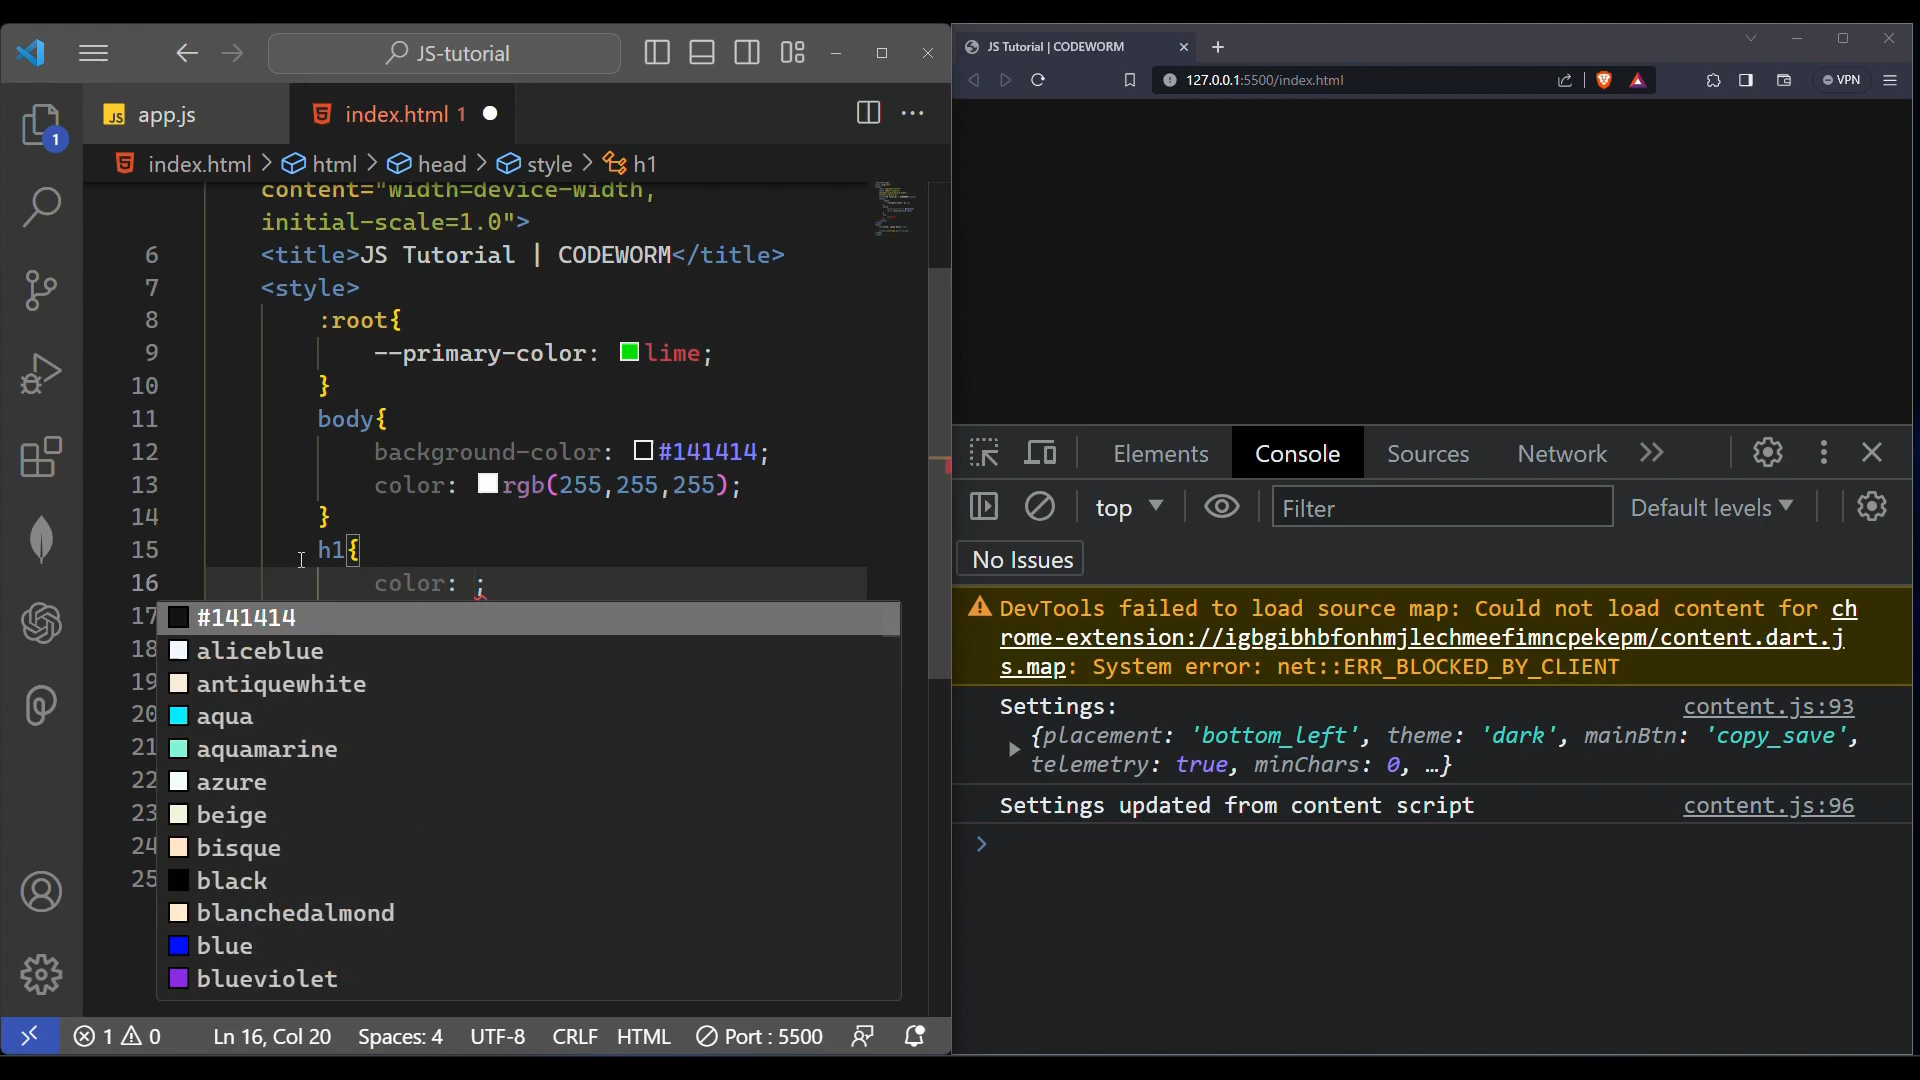 JS-tutorial
JS app.js
index.html 1
index.html > html > head > style > h1
content="width=device-width,
initial-scale=1.0">
6 <title>JS Tutorial | CODEWORM</title>
7 <style>
8 :root{
9 --primary-color: lime;
10 }
11 body{
12 background-color: #141414;
13 color: rgb(255,255,255);
14 }
15 h1{
16 color: ;
17 #141414
18 aliceblue
19 antiquewhite
20 aqua
21 aquamarine
22 azure
23 beige
24 bisque
25 black
blanchedalmond
blue
blueviolet
1
1 0 Ln 16, Col 20 Spaces: 4 UTF-8 CRLF HTML Port : 5500
JS Tutorial | CODEWORM
127.0.0.1:5500/index.html
VPN
Elements Console Sources Network
top Filter Default levels
No Issues
DevTools failed to load source map: Could not load content for ch
rome-extension://igbgibhbfonhmjlechmeefimncpekepm/content.dart.j
s.map: System error: net::ERR_BLOCKED_BY_CLIENT
Settings: content.js:93
{placement: 'bottom_left', theme: 'dark', mainBtn: 'copy_save',
telemetry: true, minChars: 0, …}
Settings updated from content script content.js:96